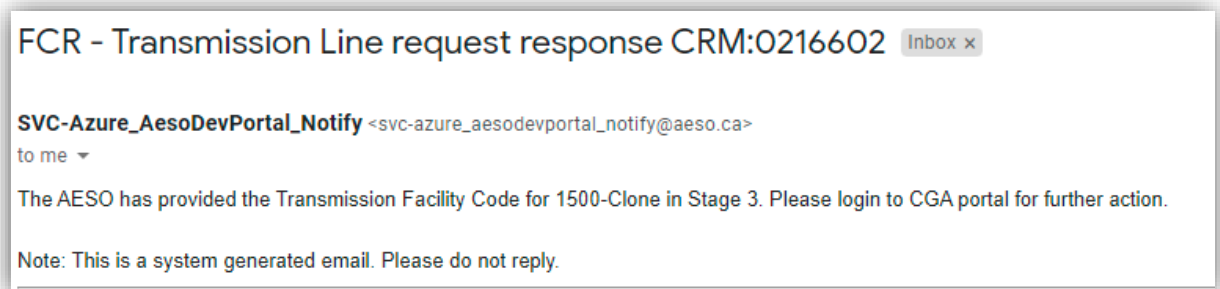 FCR - Transmission Line request response CRM:0216602 Inbox ×
SVC-Azure_AesoDevPortal_Notify <svc-azure_aesodevportal_notify@aeso.ca>
to me
The AESO has provided the Transmission Facility Code for 1500-Clone in Stage 3. Please login to CGA portal for further action.
Note: This is a system generated email. Please do not reply.